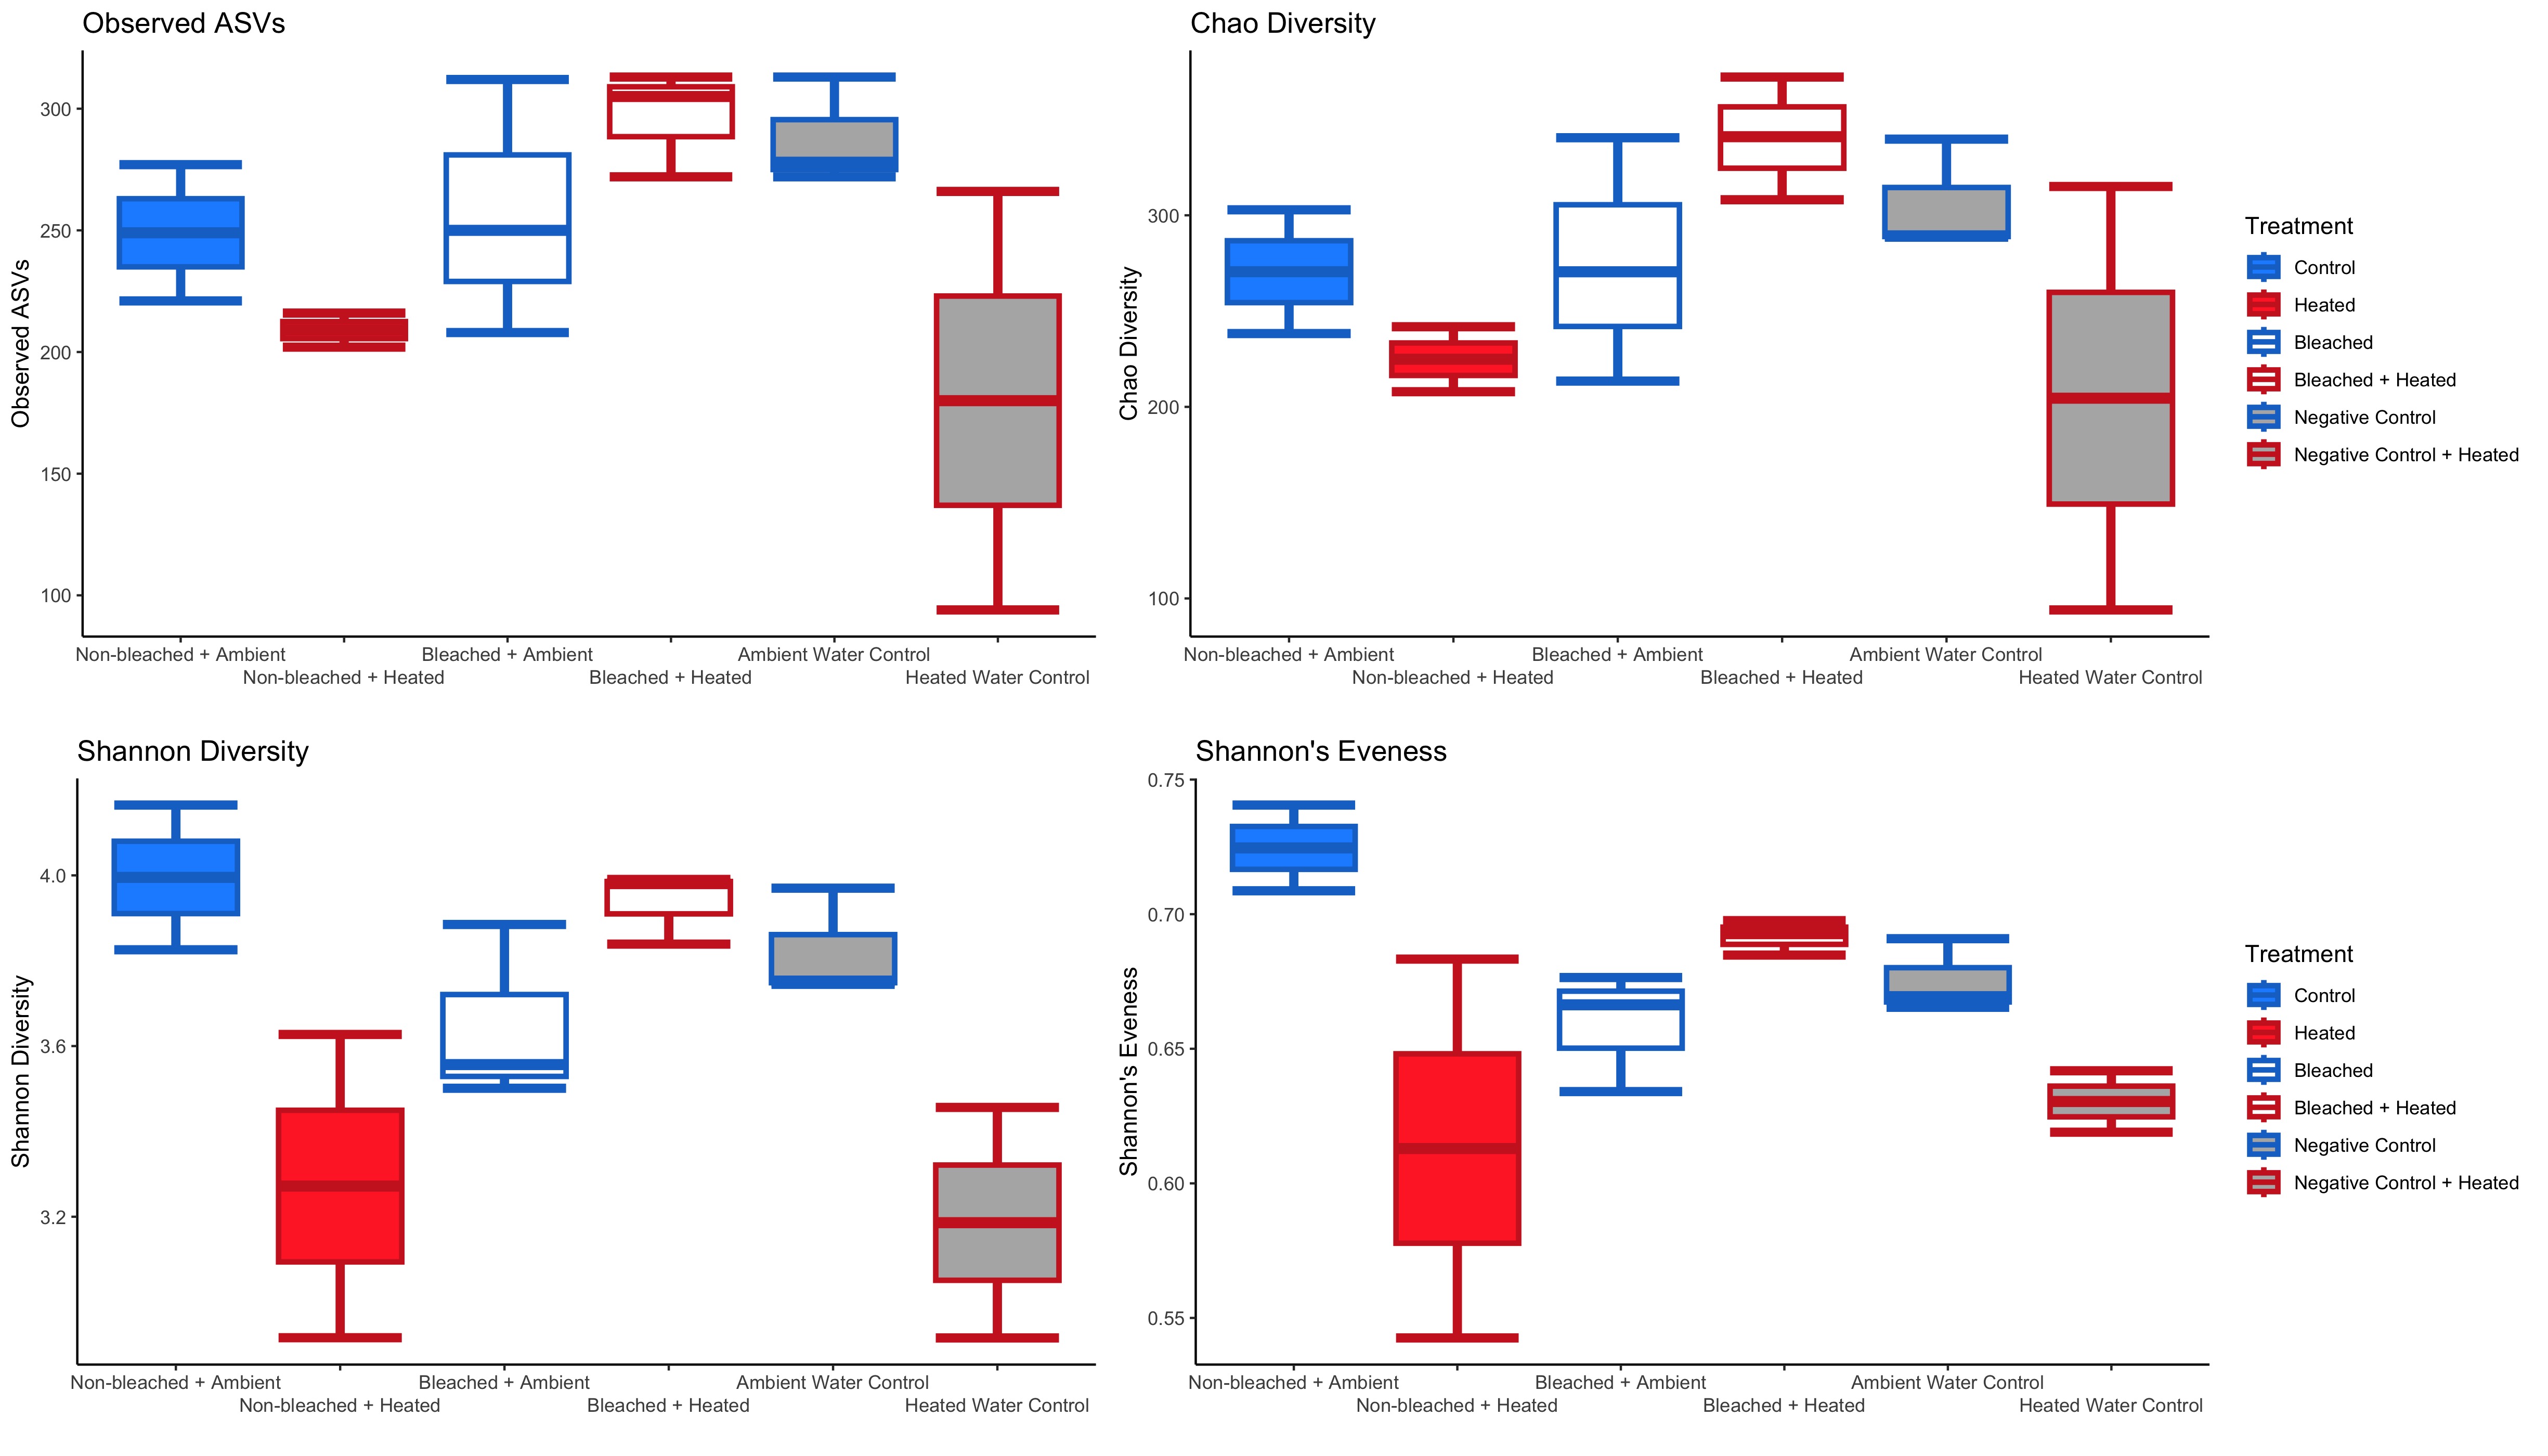 Observed ASVs
Observed ASVs
300
250
200
150
100
Non-bleached + Ambient
Non-bleached + Heated
Bleached + Ambient
Bleached + Heated
Ambient Water Control
Heated Water Control
Chao Diversity
Chao Diversity
300
200
100
Non-bleached + Ambient
Non-bleached + Heated
Bleached + Ambient
Bleached + Heated
Ambient Water Control
Heated Water Control
Treatment
Control
Heated
Bleached
Bleached + Heated
Negative Control
Negative Control + Heated
Shannon Diversity
Shannon Diversity
4.0
3.6
3.2
Non-bleached + Ambient
Non-bleached + Heated
Bleached + Ambient
Bleached + Heated
Ambient Water Control
Heated Water Control
Shannon's Eveness
Shannon's Eveness
0.75
0.70
0.65
0.60
0.55
Non-bleached + Ambient
Non-bleached + Heated
Bleached + Ambient
Bleached + Heated
Ambient Water Control
Heated Water Control
Treatment
Control
Heated
Bleached
Bleached + Heated
Negative Control
Negative Control + Heated